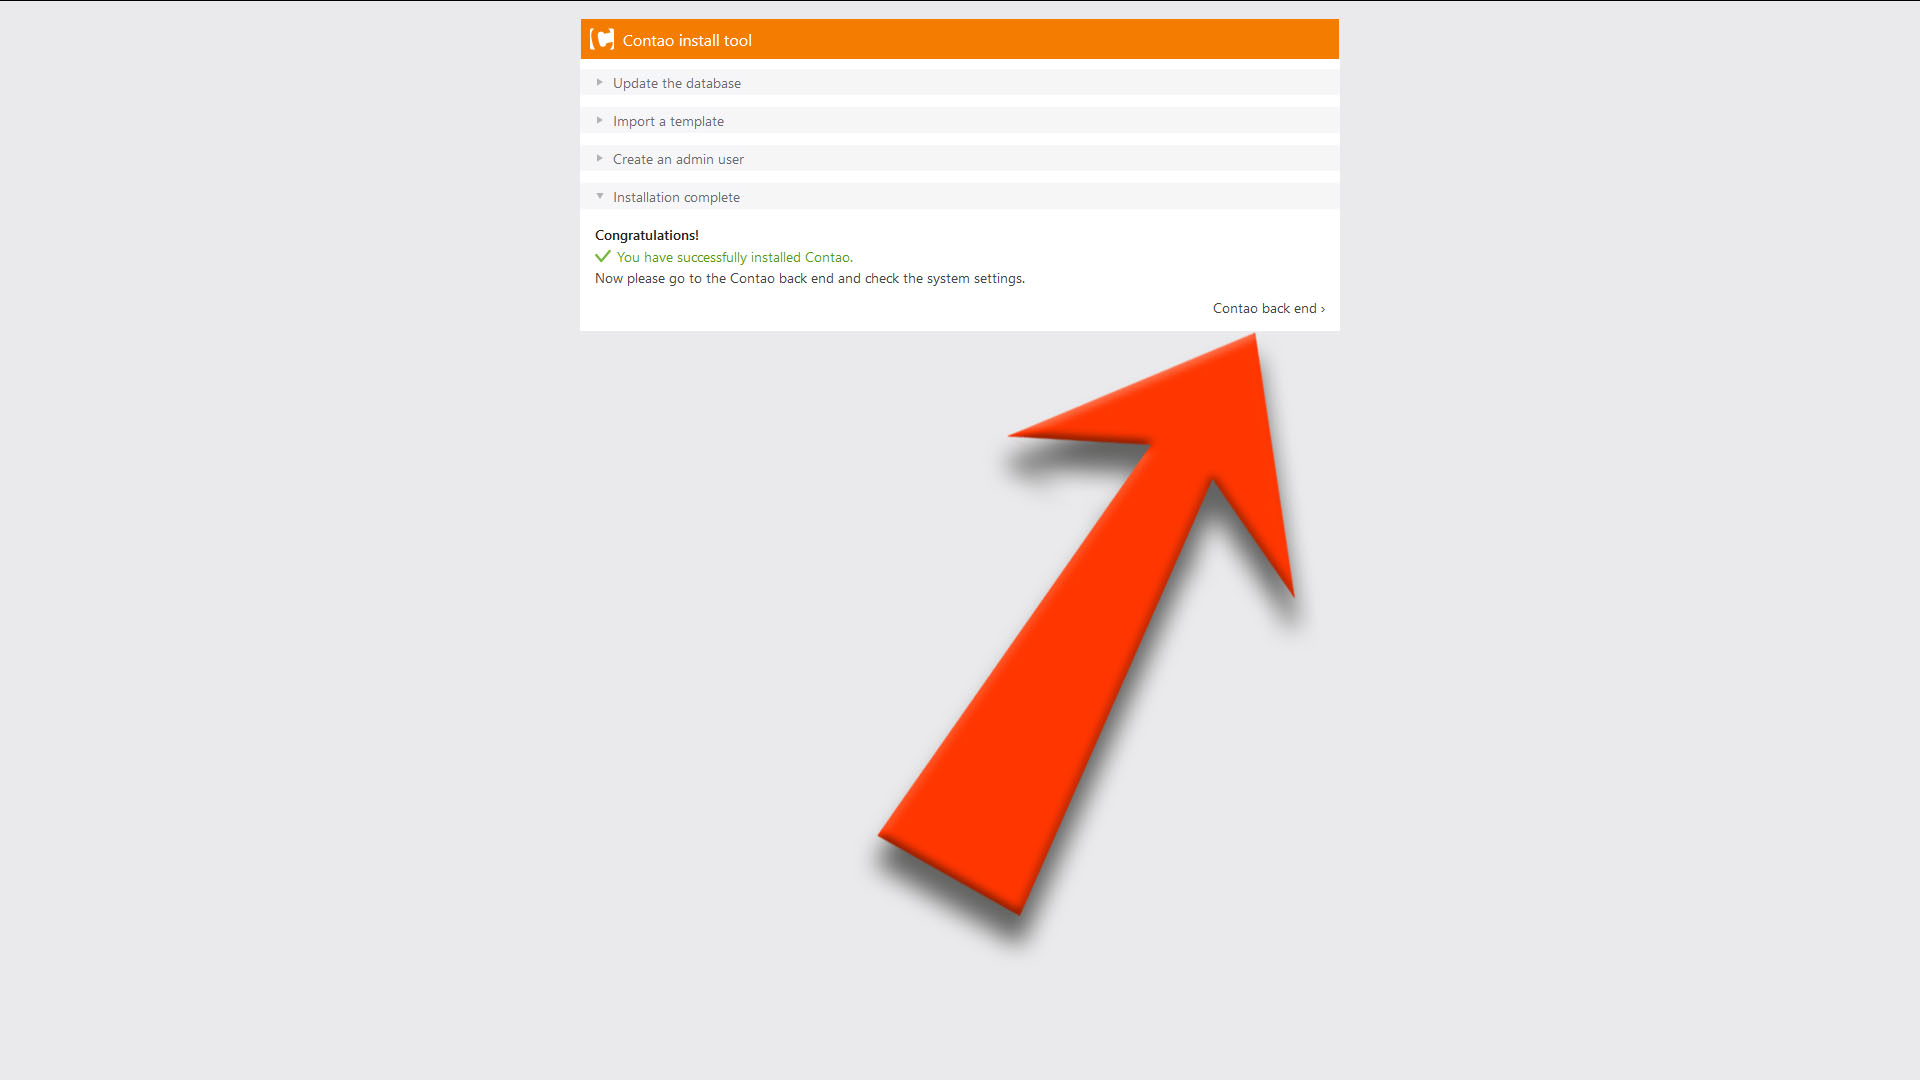 Contao install tool
Update the database
Import a template
Create an admin user
Installation complete
Congratulations!
You have successfully installed Contao.
Now please go to the Contao back end and check the system settings.
Contao back end ›